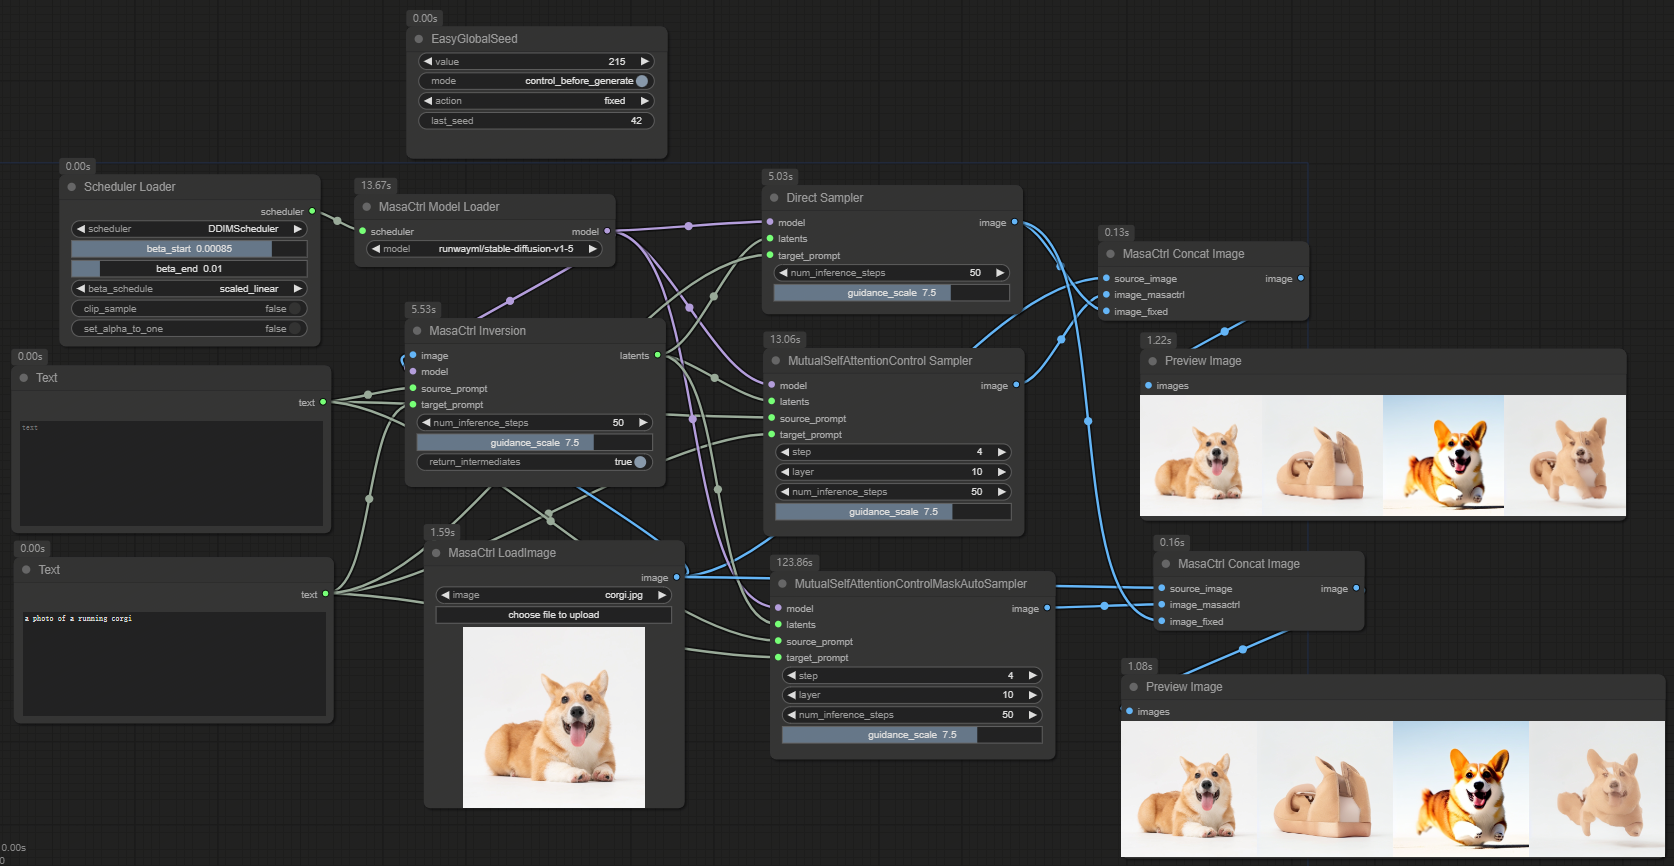 0.00s
EasyGlobalSeed
value 215
mode control_before_generate
action fixed
last_seed 42
0.00s
Scheduler Loader
scheduler
scheduler DDIMScheduler
beta_start 0.00085
beta_end 0.01
beta_schedule scaled_linear
clip_sample false
set_alpha_to_one false
13.67s
MasaCtrl Model Loader
scheduler model
model runwayml/stable-diffusion-v1-5
0.00s
Text
text
text
0.00s
Text
text
a photo of a running corgi
5.53s
MasaCtrl Inversion
image latents
model
source_prompt
target_prompt
num_inference_steps 50
guidance_scale 7.5
return_intermediates true
1.59s
MasaCtrl LoadImage
image
image corgi.jpg
choose file to upload
5.03s
Direct Sampler
model image
latents
target_prompt
num_inference_steps 50
guidance_scale 7.5
13.06s
MutualSelfAttentionControl Sampler
model image
latents
source_prompt
target_prompt
step 4
layer 10
num_inference_steps 50
guidance_scale 7.5
123.86s
MutualSelfAttentionControlMaskAutoSampler
model image
latents
source_prompt
target_prompt
step 4
layer 10
num_inference_steps 50
guidance_scale 7.5
0.13s
MasaCtrl Concat Image
source_image image
image_masactrl
image_fixed
1.22s
Preview Image
images
0.16s
MasaCtrl Concat Image
source_image image
image_masactrl
image_fixed
1.08s
Preview Image
images
0.00s
0